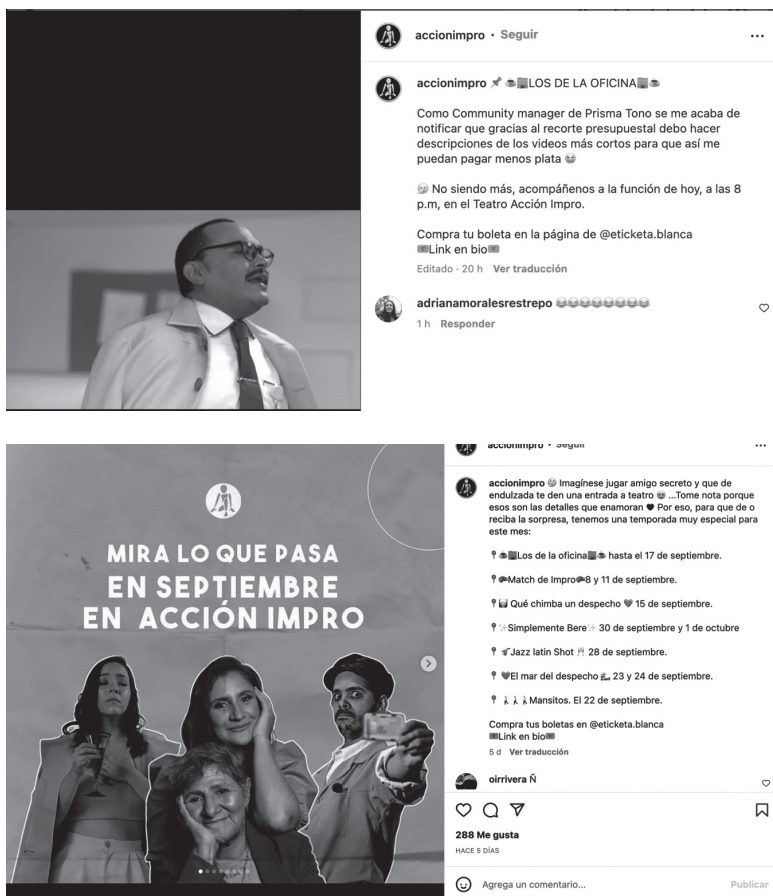 accionimpro • Seguir
accionimpro 📌 ☕🏢LOS DE LA OFICINA🏢☕
Como Community manager de Prisma Tono se me acaba de
notificar que gracias al recorte presupuestal debo hacer
descripciones de los videos más cortos para que así me
puedan pagar menos plata 😂
No siendo más, acompáñenos a la función de hoy, a las 8
p.m, en el Teatro Acción Impro.
Compra tu boleta en la página de @eticketa.blanca
🎟Link en bio🎟
Editado · 20 h Ver traducción
adrianamoralesrestrepo 😂😂😂😂😂😂😂😂
1 h Responder
MIRA LO QUE PASA
EN SEPTIEMBRE
EN ACCIÓN IMPRO
accionimpro • Seguir
accionimpro Imagínese jugar amigo secreto y que de
endulzada te den una entrada a teatro ...Tome nota porque
esos son las detalles que enamoran 🖤 Por eso, para que de o
reciba la sorpresa, tenemos una temporada muy especial para
este mes:
📍☕🏢Los de la oficina🏢☕ hasta el 17 de septiembre.
📍Match de Impro 8 y 11 de septiembre.
📍Qué chimba un despecho 💔 15 de septiembre.
📍✨Simplemente Bere✨ 30 de septiembre y 1 de octubre
📍🎷Jazz latin Shot 🥂 28 de septiembre.
📍El mar del despecho 23 y 24 de septiembre.
📍🚶🚶🚶Mansitos. El 22 de septiembre.
Compra tus boletas en @eticketa.blanca
🎟Link en bio🎟
5 d Ver traducción
oirrivera Ñ
288 Me gusta
HACE 5 DÍAS
Agrega un comentario... Publicar